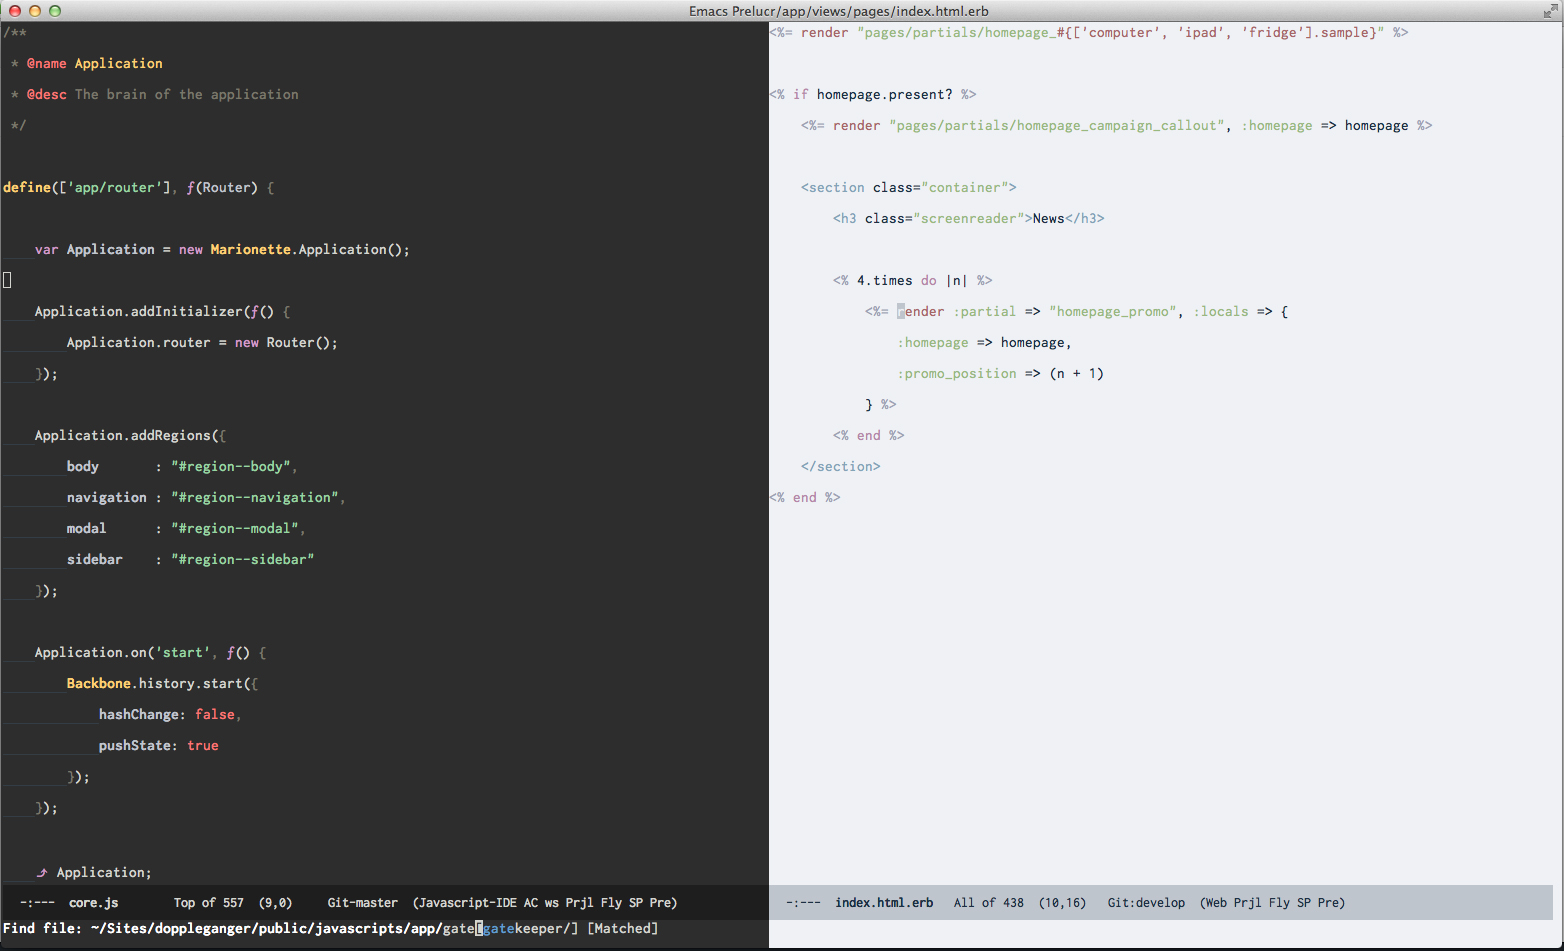 Emacs Prelucr/app/views/pages/index.html.erb
/**
 * @name Application
 * @desc The brain of the application
 */
define(['app/router'], ƒ(Router) {
    var Application = new Marionette.Application();
    Application.addInitializer(ƒ() {
        Application.router = new Router();
    });
    Application.addRegions({
        body       : "#region--body",
        navigation : "#region--navigation",
        modal      : "#region--modal",
        sidebar    : "#region--sidebar"
    });
    Application.on('start', ƒ() {
        Backbone.history.start({
            hashChange: false,
            pushState: true
        });
    });
    ⤴ Application;
-:---  core.js       Top of 557  (9,0)    Git-master  (Javascript-IDE AC ws Prjl Fly SP Pre)
<%= render "pages/partials/homepage_#{['computer', 'ipad', 'fridge'].sample}" %>
<% if homepage.present? %>
    <%= render "pages/partials/homepage_campaign_callout", :homepage => homepage %>
    <section class="container">
        <h3 class="screenreader">News</h3>
        <% 4.times do |n| %>
            <%= render :partial => "homepage_promo", :locals => {
                :homepage => homepage,
                :promo_position => (n + 1)
            } %>
        <% end %>
    </section>
<% end %>
-:---  index.html.erb   All of 438  (10,16)   Git:develop  (Web Prjl Fly SP Pre)
Find file: ~/Sites/doppleganger/public/javascripts/app/gate[gatekeeper/] [Matched]